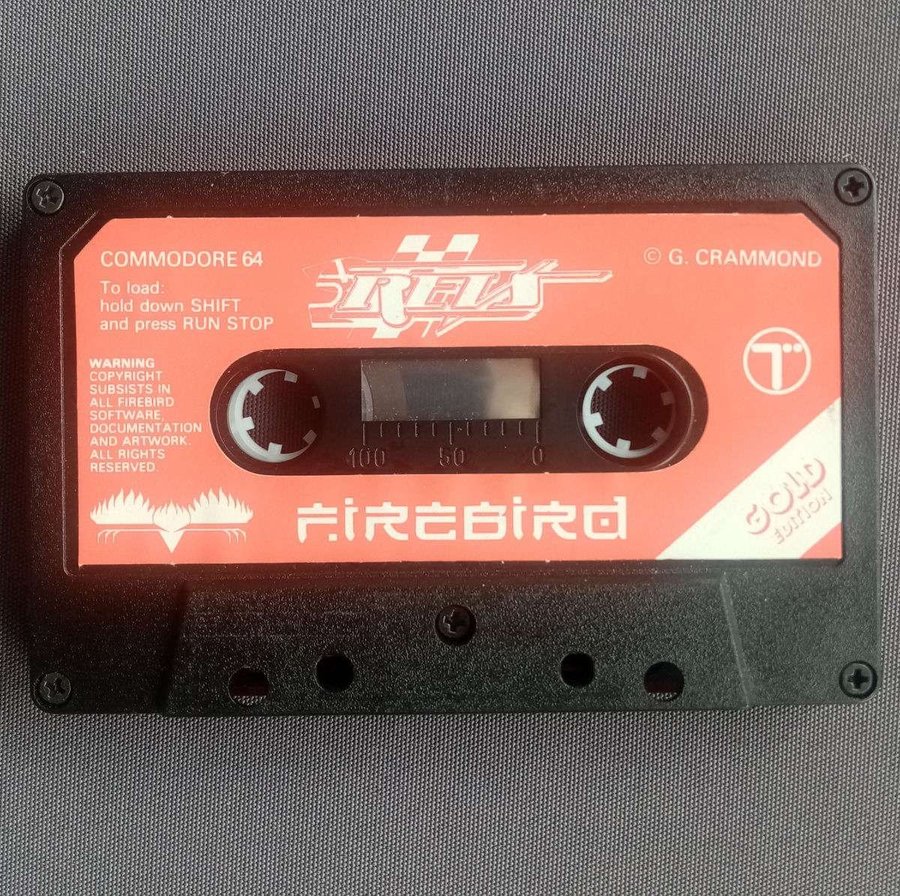 COMMODORE 64
To load:
hold down SHIFT
and press RUN STOP
REVS
© G. CRAMMOND
WARNING
COPYRIGHT
SUBSISTS IN
ALL FIREBIRD
SOFTWARE,
DOCUMENTATION
AND ARTWORK.
ALL RIGHTS
RESERVED.
T
100 50 0
GOLD
EDITION
FIREBIRD